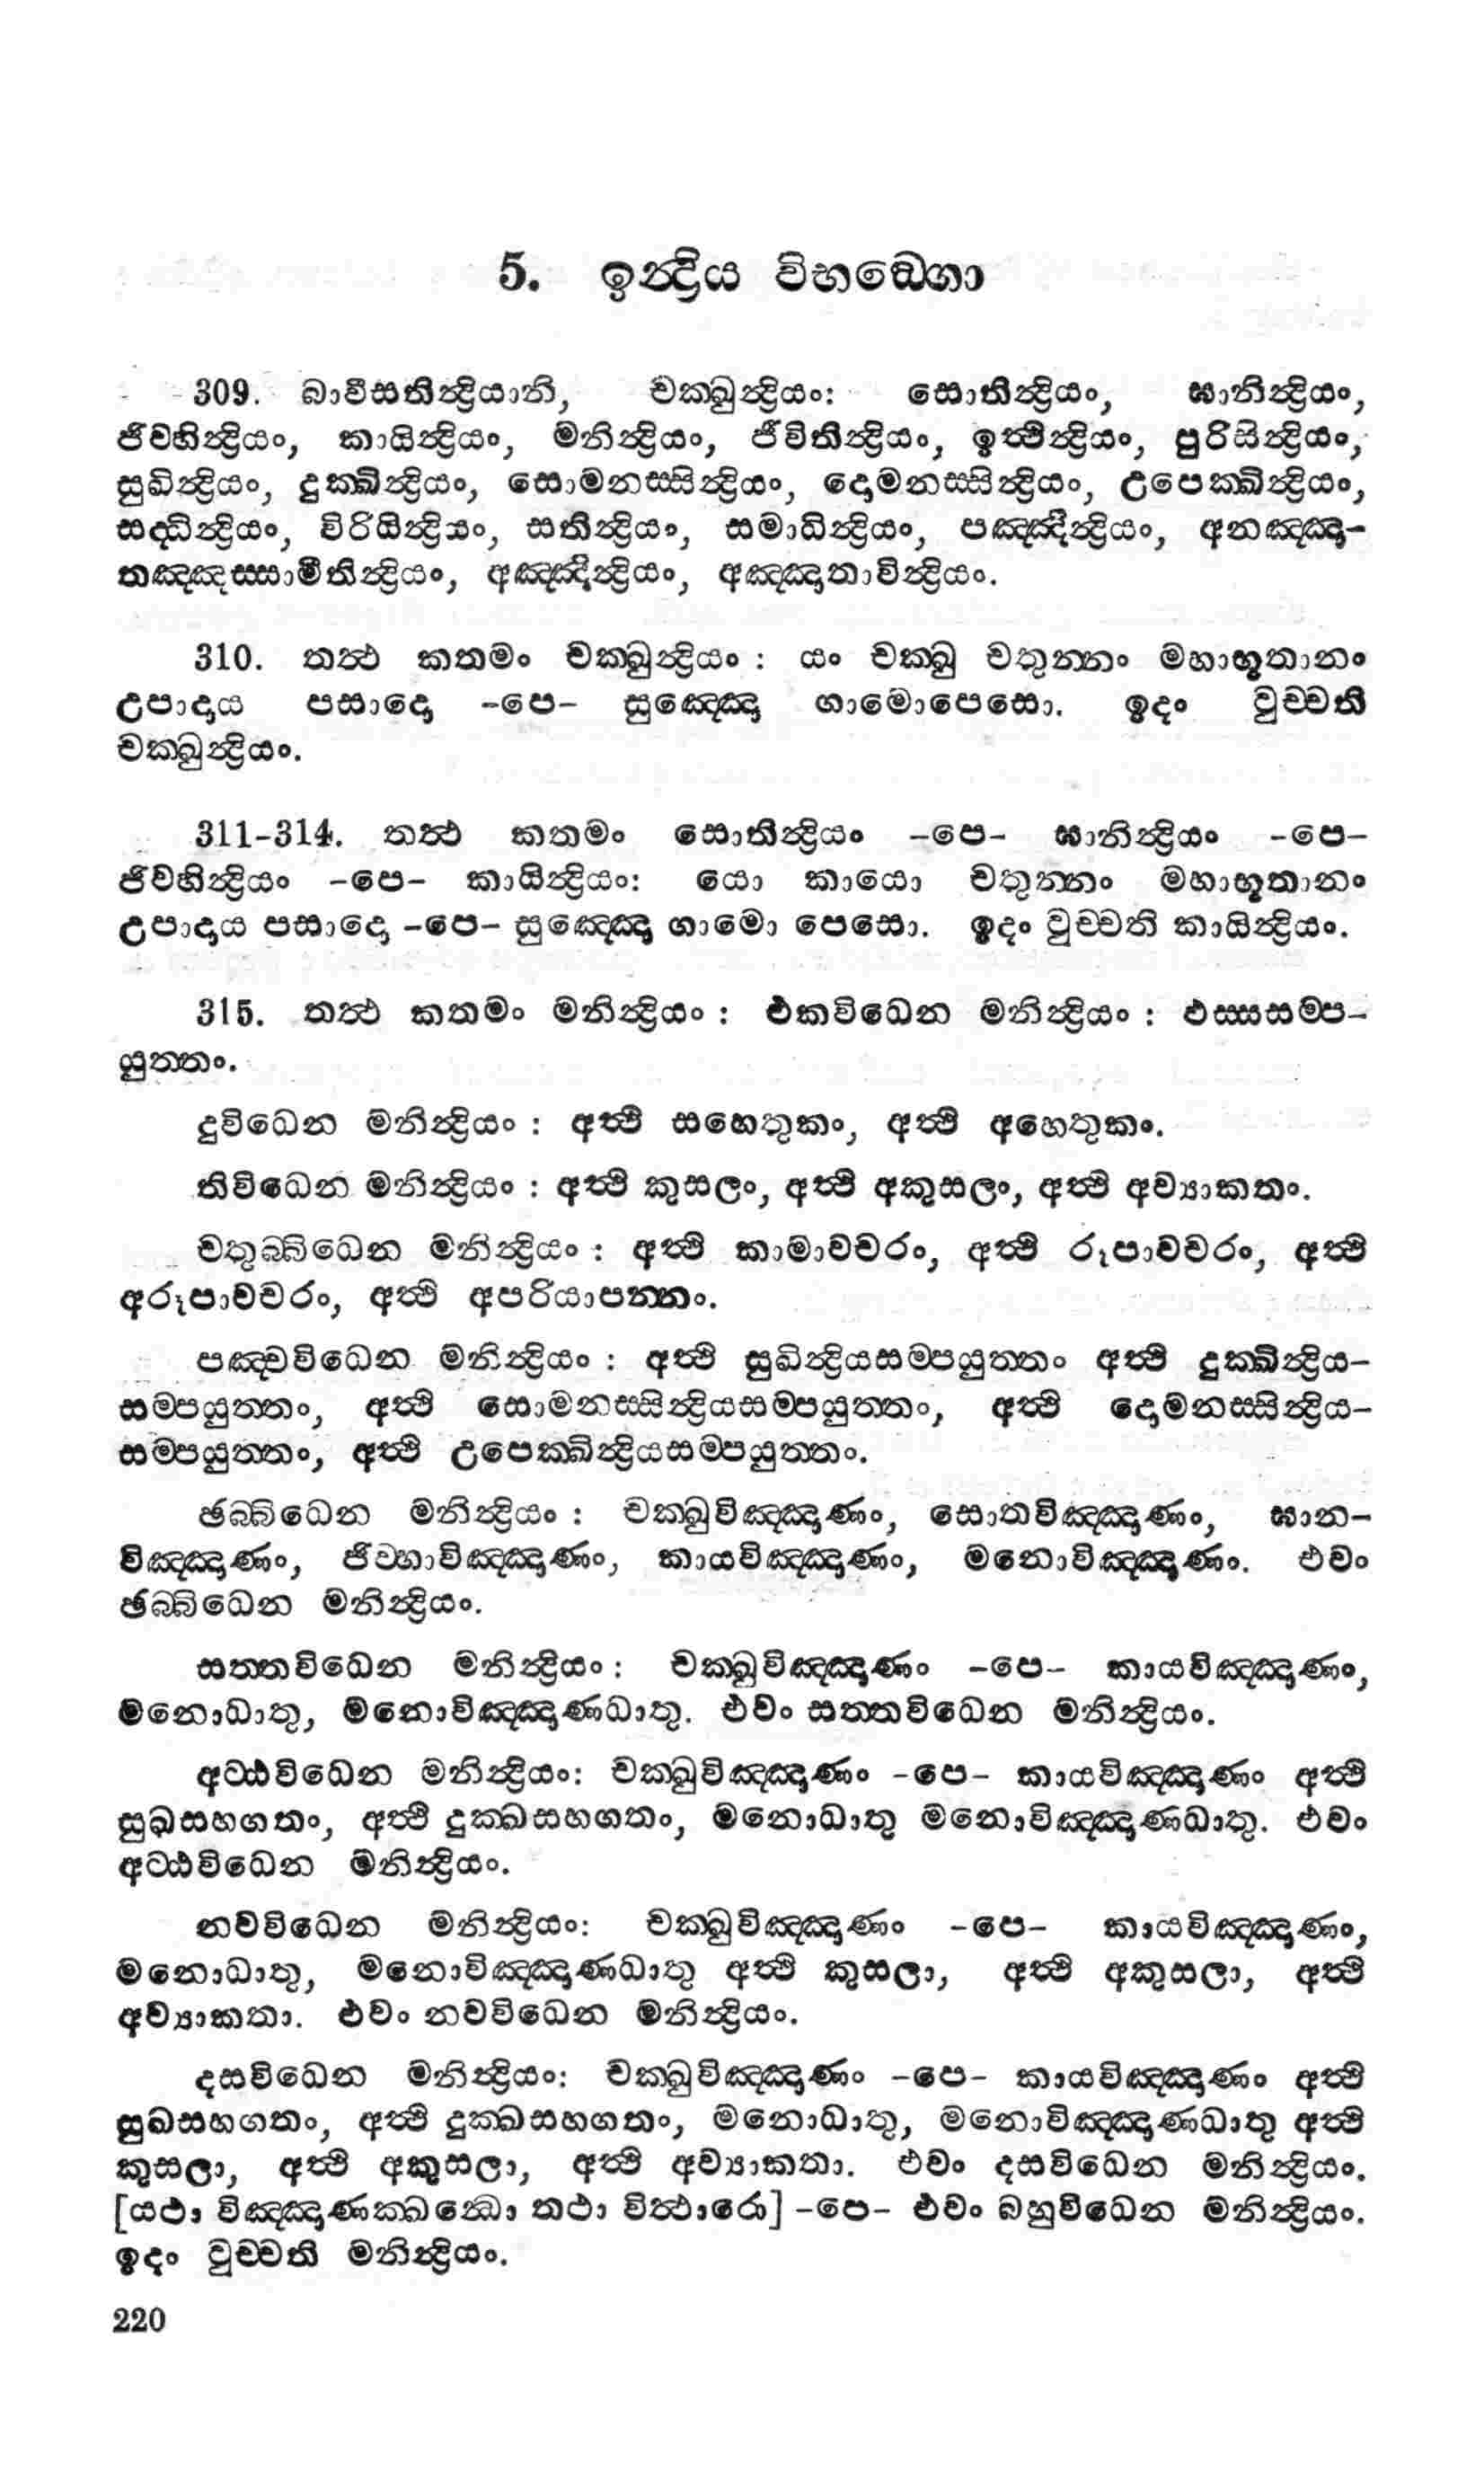 5. ඉන්ද්‍රිය විභඞ්ගො
309. බාවීසතින්ද්‍රියානි, චක්ඛුන්ද්‍රියං: සොතින්ද්‍රියං, ඝානින්ද්‍රියං,
ජිව්හින්ද්‍රියං, කායින්ද්‍රියං, මනින්ද්‍රියං, ජීවිතින්ද්‍රියං, ඉත්ථින්ද්‍රියං, පුරිසින්ද්‍රියං,
සුඛින්ද්‍රියං, දුක්ඛින්ද්‍රියං, සොමනස්සින්ද්‍රියං, දොමනස්සින්ද්‍රියං, උපෙක්ඛින්ද්‍රියං,
සද්ධින්ද්‍රියං, විරියින්ද්‍රියං, සතින්ද්‍රියං, සමාධින්ද්‍රියං, පඤ්ඤින්ද්‍රියං, අනඤ්ඤා-
තඤ්ඤස්සාමීතින්ද්‍රියං, අඤ්ඤින්ද්‍රියං, අඤ්ඤාතාවින්ද්‍රියං.
310. තත්ථ කතමං චක්ඛුන්ද්‍රියං : යං චක්ඛු චතුන්නං මහාභූතානං
උපාදාය පසාදො -පෙ- සුඤ්ඤො ගාමොපෙසො. ඉදං වුච්චති
චක්ඛුන්ද්‍රියං.
311-314. තත්ථ කතමං සොතින්ද්‍රියං -පෙ- ඝානින්ද්‍රියං -පෙ-
ජිව්හින්ද්‍රියං -පෙ- කායින්ද්‍රියං: යො කායො චතුන්නං මහාභූතානං
උපාදාය පසාදො -පෙ- සුඤ්ඤො ගාමො පෙසො. ඉදං වුච්චති කායින්ද්‍රියං.
315. තත්ථ කතමං මනින්ද්‍රියං : එකවිධෙන මනින්ද්‍රියං : ඵස්සසම්ප-
යුත්තං.
දුවිධෙන මනින්ද්‍රියං : අත්ථි සහෙතුකං, අත්ථි අහෙතුකං.
තිවිධෙන මනින්ද්‍රියං : අත්ථි කුසලං, අත්ථි අකුසලං, අත්ථි අව්‍යාකතං.
චතුබ්බිධෙන මනින්ද්‍රියං : අත්ථි කාමාවචරං, අත්ථි රූපාවචරං, අත්ථි
අරූපාවචරං, අත්ථි අපරියාපන්නං.
පඤ්චවිධෙන මනින්ද්‍රියං : අත්ථි සුඛින්ද්‍රියසම්පයුත්තං අත්ථි දුක්ඛින්ද්‍රිය-
සම්පයුත්තං, අත්ථි සොමනස්සින්ද්‍රියසම්පයුත්තං, අත්ථි දොමනස්සින්ද්‍රිය-
සම්පයුත්තං, අත්ථි උපෙක්ඛින්ද්‍රියසම්පයුත්තං.
ඡබ්බිධෙන මනින්ද්‍රියං : චක්ඛුවිඤ්ඤාණං, සොතවිඤ්ඤාණං, ඝාන-
විඤ්ඤාණං, ජිව්හාවිඤ්ඤාණං, කායවිඤ්ඤාණං, මනොවිඤ්ඤාණං. එවං
ඡබ්බිධෙන මනින්ද්‍රියං.
සත්තවිධෙන මනින්ද්‍රියං : චක්ඛුවිඤ්ඤාණං -පෙ- කායවිඤ්ඤාණං,
මනොධාතු, මනොවිඤ්ඤාණධාතු. එවං සත්තවිධෙන මනින්ද්‍රියං.
අට්ඨවිධෙන මනින්ද්‍රියං: චක්ඛුවිඤ්ඤාණං -පෙ- කායවිඤ්ඤාණං අත්ථි
සුඛසහගතං, අත්ථි දුක්ඛසහගතං, මනොධාතු මනොවිඤ්ඤාණධාතු. එවං
අට්ඨවිධෙන මනින්ද්‍රියං.
නවවිධෙන මනින්ද්‍රියං: චක්ඛුවිඤ්ඤාණං -පෙ- කායවිඤ්ඤාණං,
මනොධාතු, මනොවිඤ්ඤාණධාතු අත්ථි කුසලා, අත්ථි අකුසලා, අත්ථි
අව්‍යාකතා. එවං නවවිධෙන මනින්ද්‍රියං.
දසවිධෙන මනින්ද්‍රියං: චක්ඛුවිඤ්ඤාණං -පෙ- කායවිඤ්ඤාණං අත්ථි
සුඛසහගතං, අත්ථි දුක්ඛසහගතං, මනොධාතු, මනොවිඤ්ඤාණධාතු අත්ථි
කුසලා, අත්ථි අකුසලා, අත්ථි අව්‍යාකතා. එවං දසවිධෙන මනින්ද්‍රියං.
[යථා විඤ්ඤාණක්ඛන්ධො තථා විත්ථාරො] -පෙ- එවං බහුවිධෙන මනින්ද්‍රියං.
ඉදං වුච්චති මනින්ද්‍රියං.
220